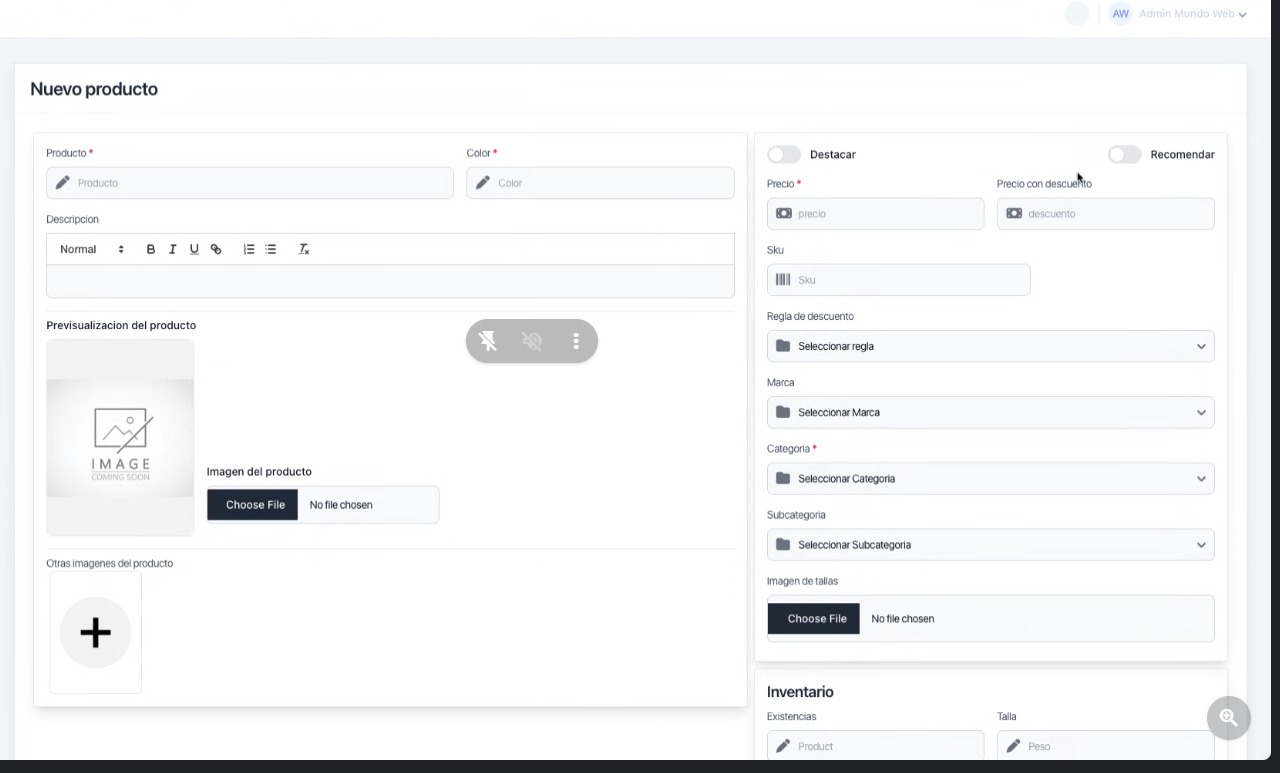 AW Admin Mundo Web
Nuevo producto
Producto *
Producto
Color *
Color
Descripcion
Normal B I U
Previsualizacion del producto
IMAGE
COMING SOON
Imagen del producto
Choose File No file chosen
Otras imagenes del producto
Destacar
Recomendar
Precio *
precio
Precio con descuento
descuento
Sku
Sku
Regla de descuento
Seleccionar regla
Marca
Seleccionar Marca
Categoria *
Seleccionar Categoria
Subcategoria
Seleccionar Subcategoria
Imagen de tallas
Choose File No file chosen
Inventario
Existencias
Product
Talla
Peso